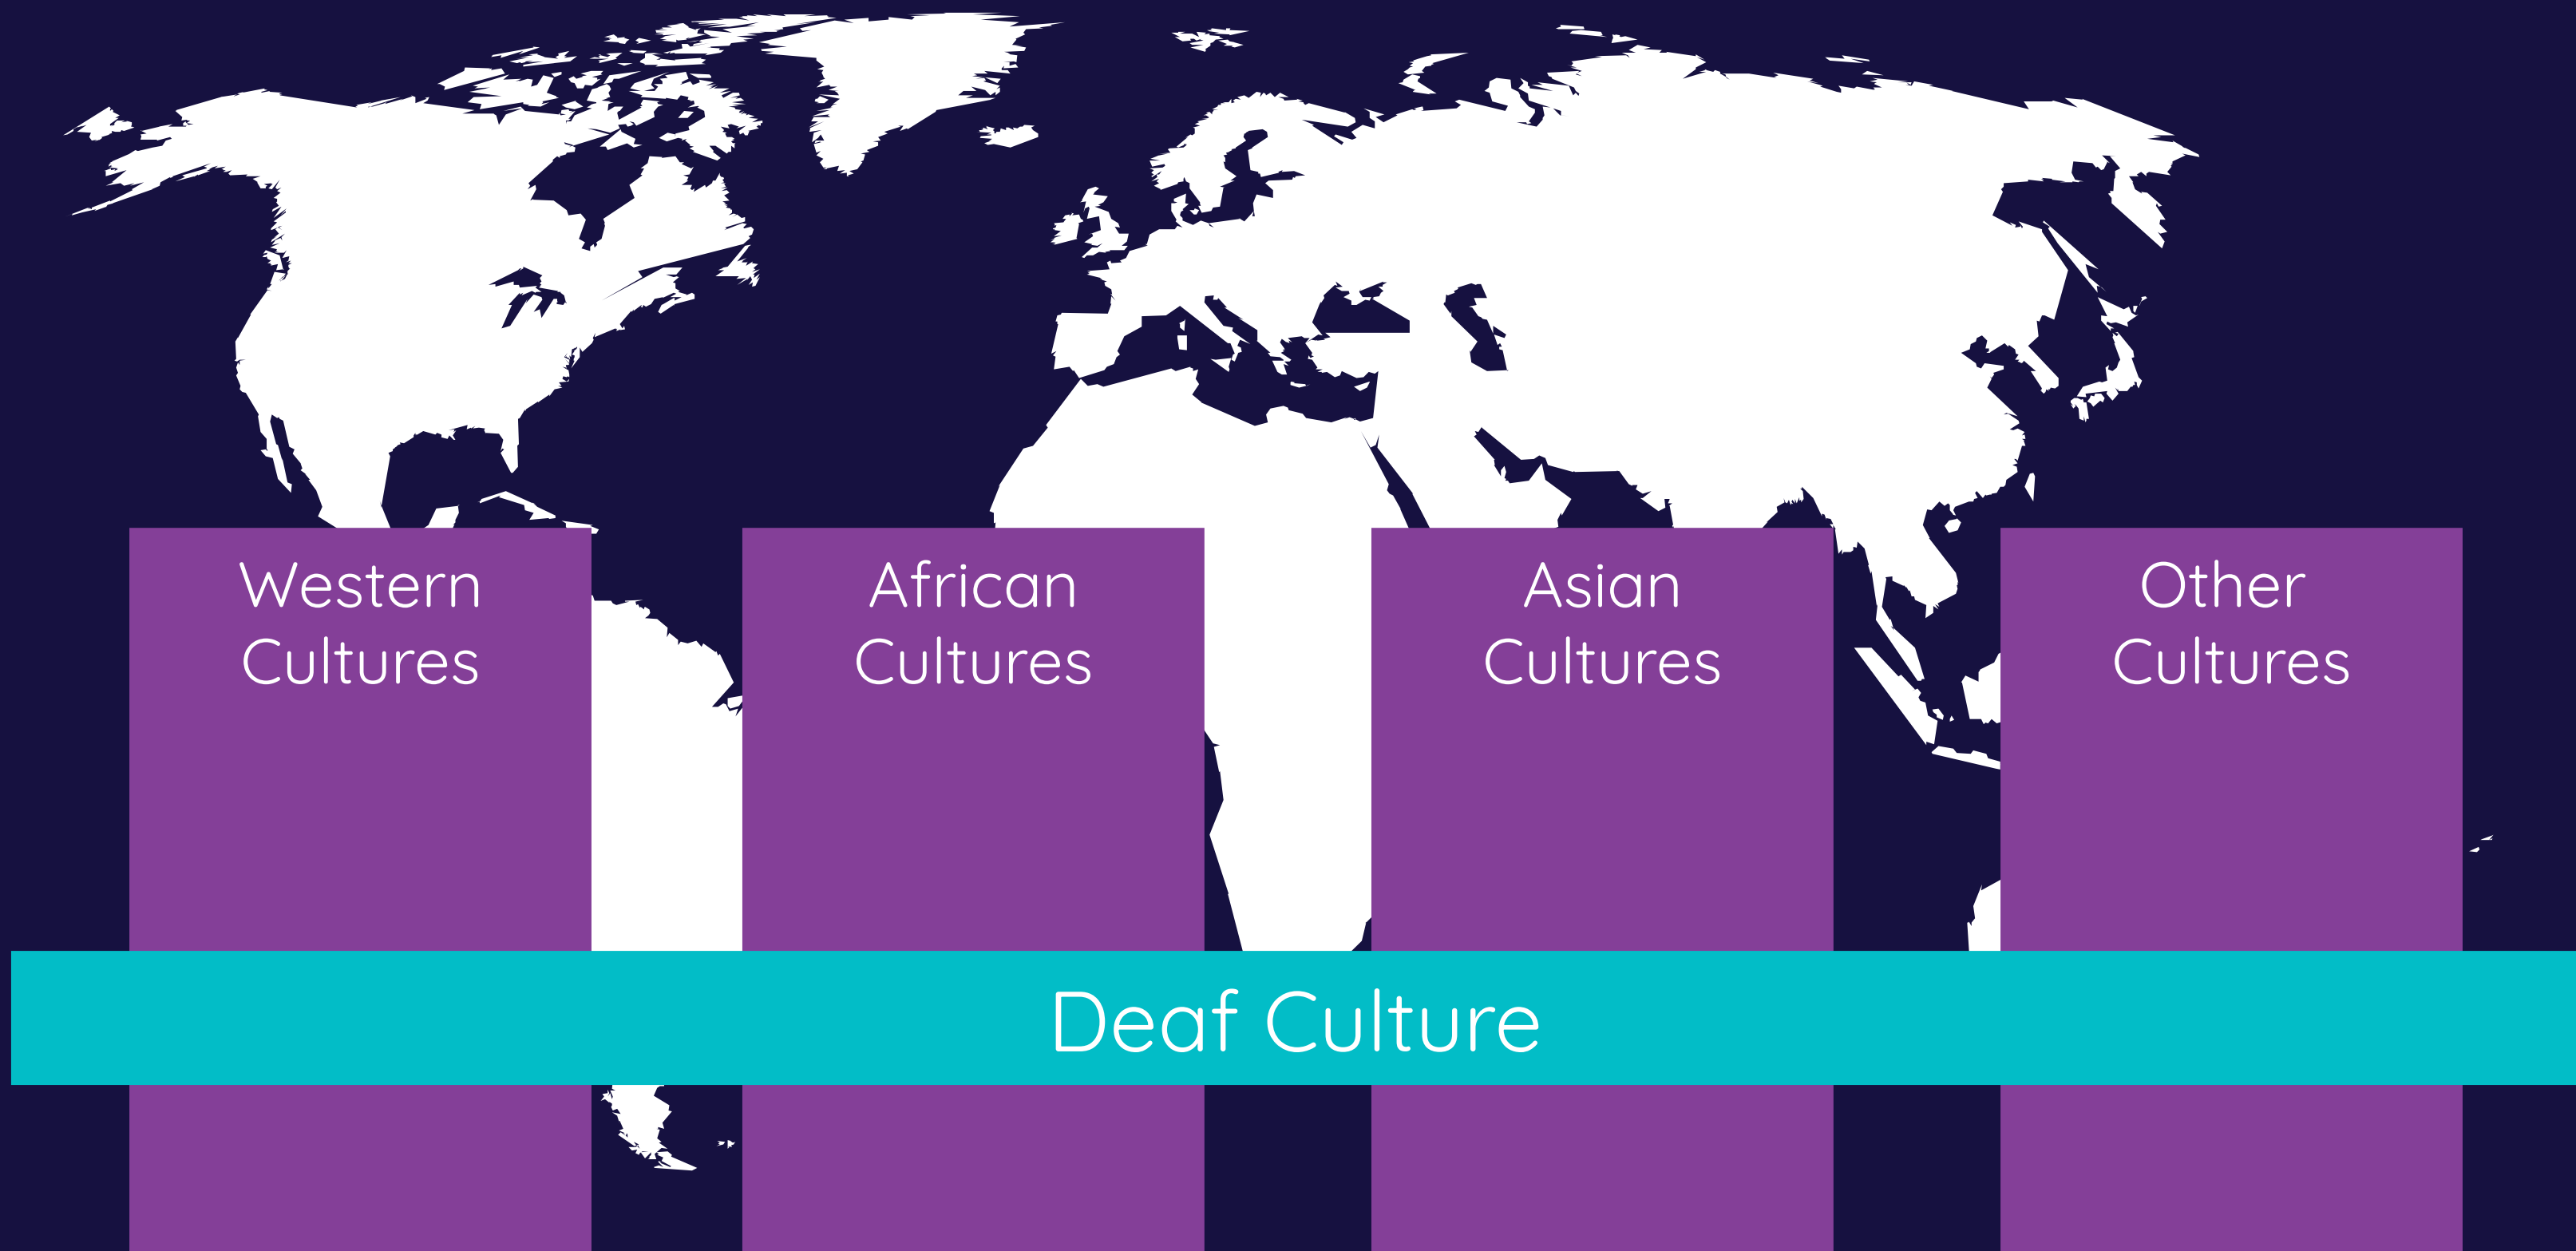 Western
Cultures
African
Cultures
Asian
Cultures
Other
Cultures
Deaf Culture